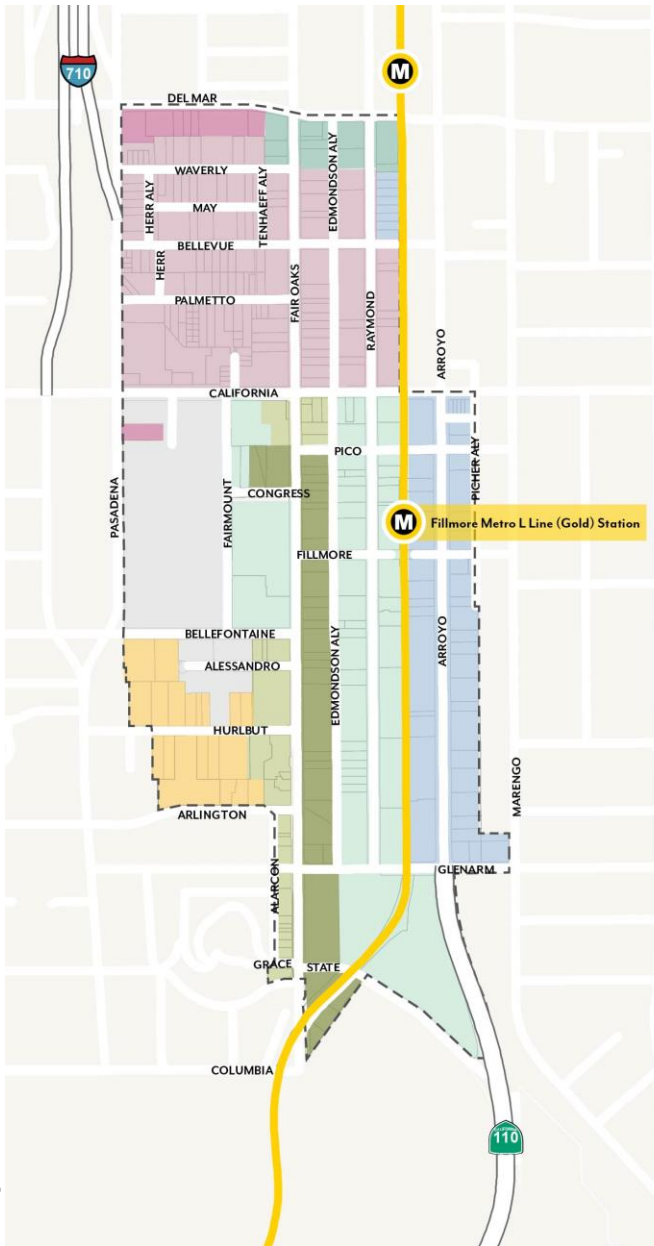 710
M
DEL MAR
WAVERLY
HERR ALY
MAY
TENHAEFF ALY
EDMONDSON ALY
BELLEVUE
HERR
PALMETTO
FAIR OAKS
RAYMOND
ARROYO
CALIFORNIA
PICO
PICHER ALY
CONGRESS
PASADENA
FAIRMOUNT
M
Fillmore Metro L Line (Gold) Station
FILLMORE
BELLEFONTAINE
ALESSANDRO
EDMONDSON ALY
ARROYO
HURLBUT
MARENGO
ARLINGTON
GLENARM
ALARCON
GRACE
STATE
COLUMBIA
CALIFORNIA
110